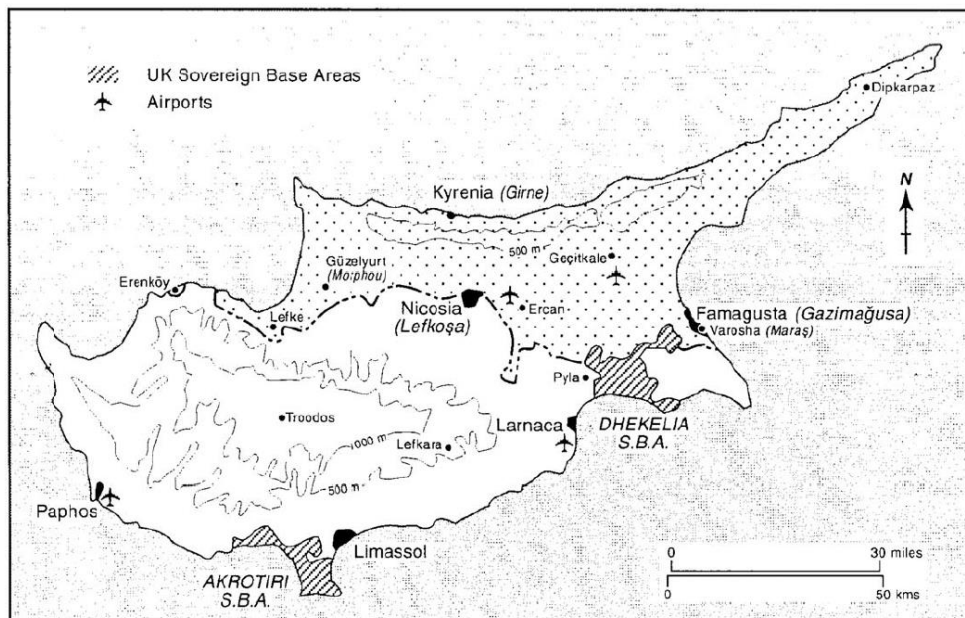 UK Sovereign Base Areas
Airports
Dipkarpaz
N
Kyrenia (Girne)
500 m
Geçitkale
Güzelyurt
(Morphou)
Erenköy
Lefke
Nicosia
(Lefkoşa)
Ercan
Famagusta
(Gazimağusa)
Varosha (Maraş)
Pyla
Troodos
Larnaca
DHEKELIA
S.B.A.
Lefkara
000 m
500 m
Paphos
Limassol
AKROTIRI
S.B.A.
0 30 miles
0 50 kms